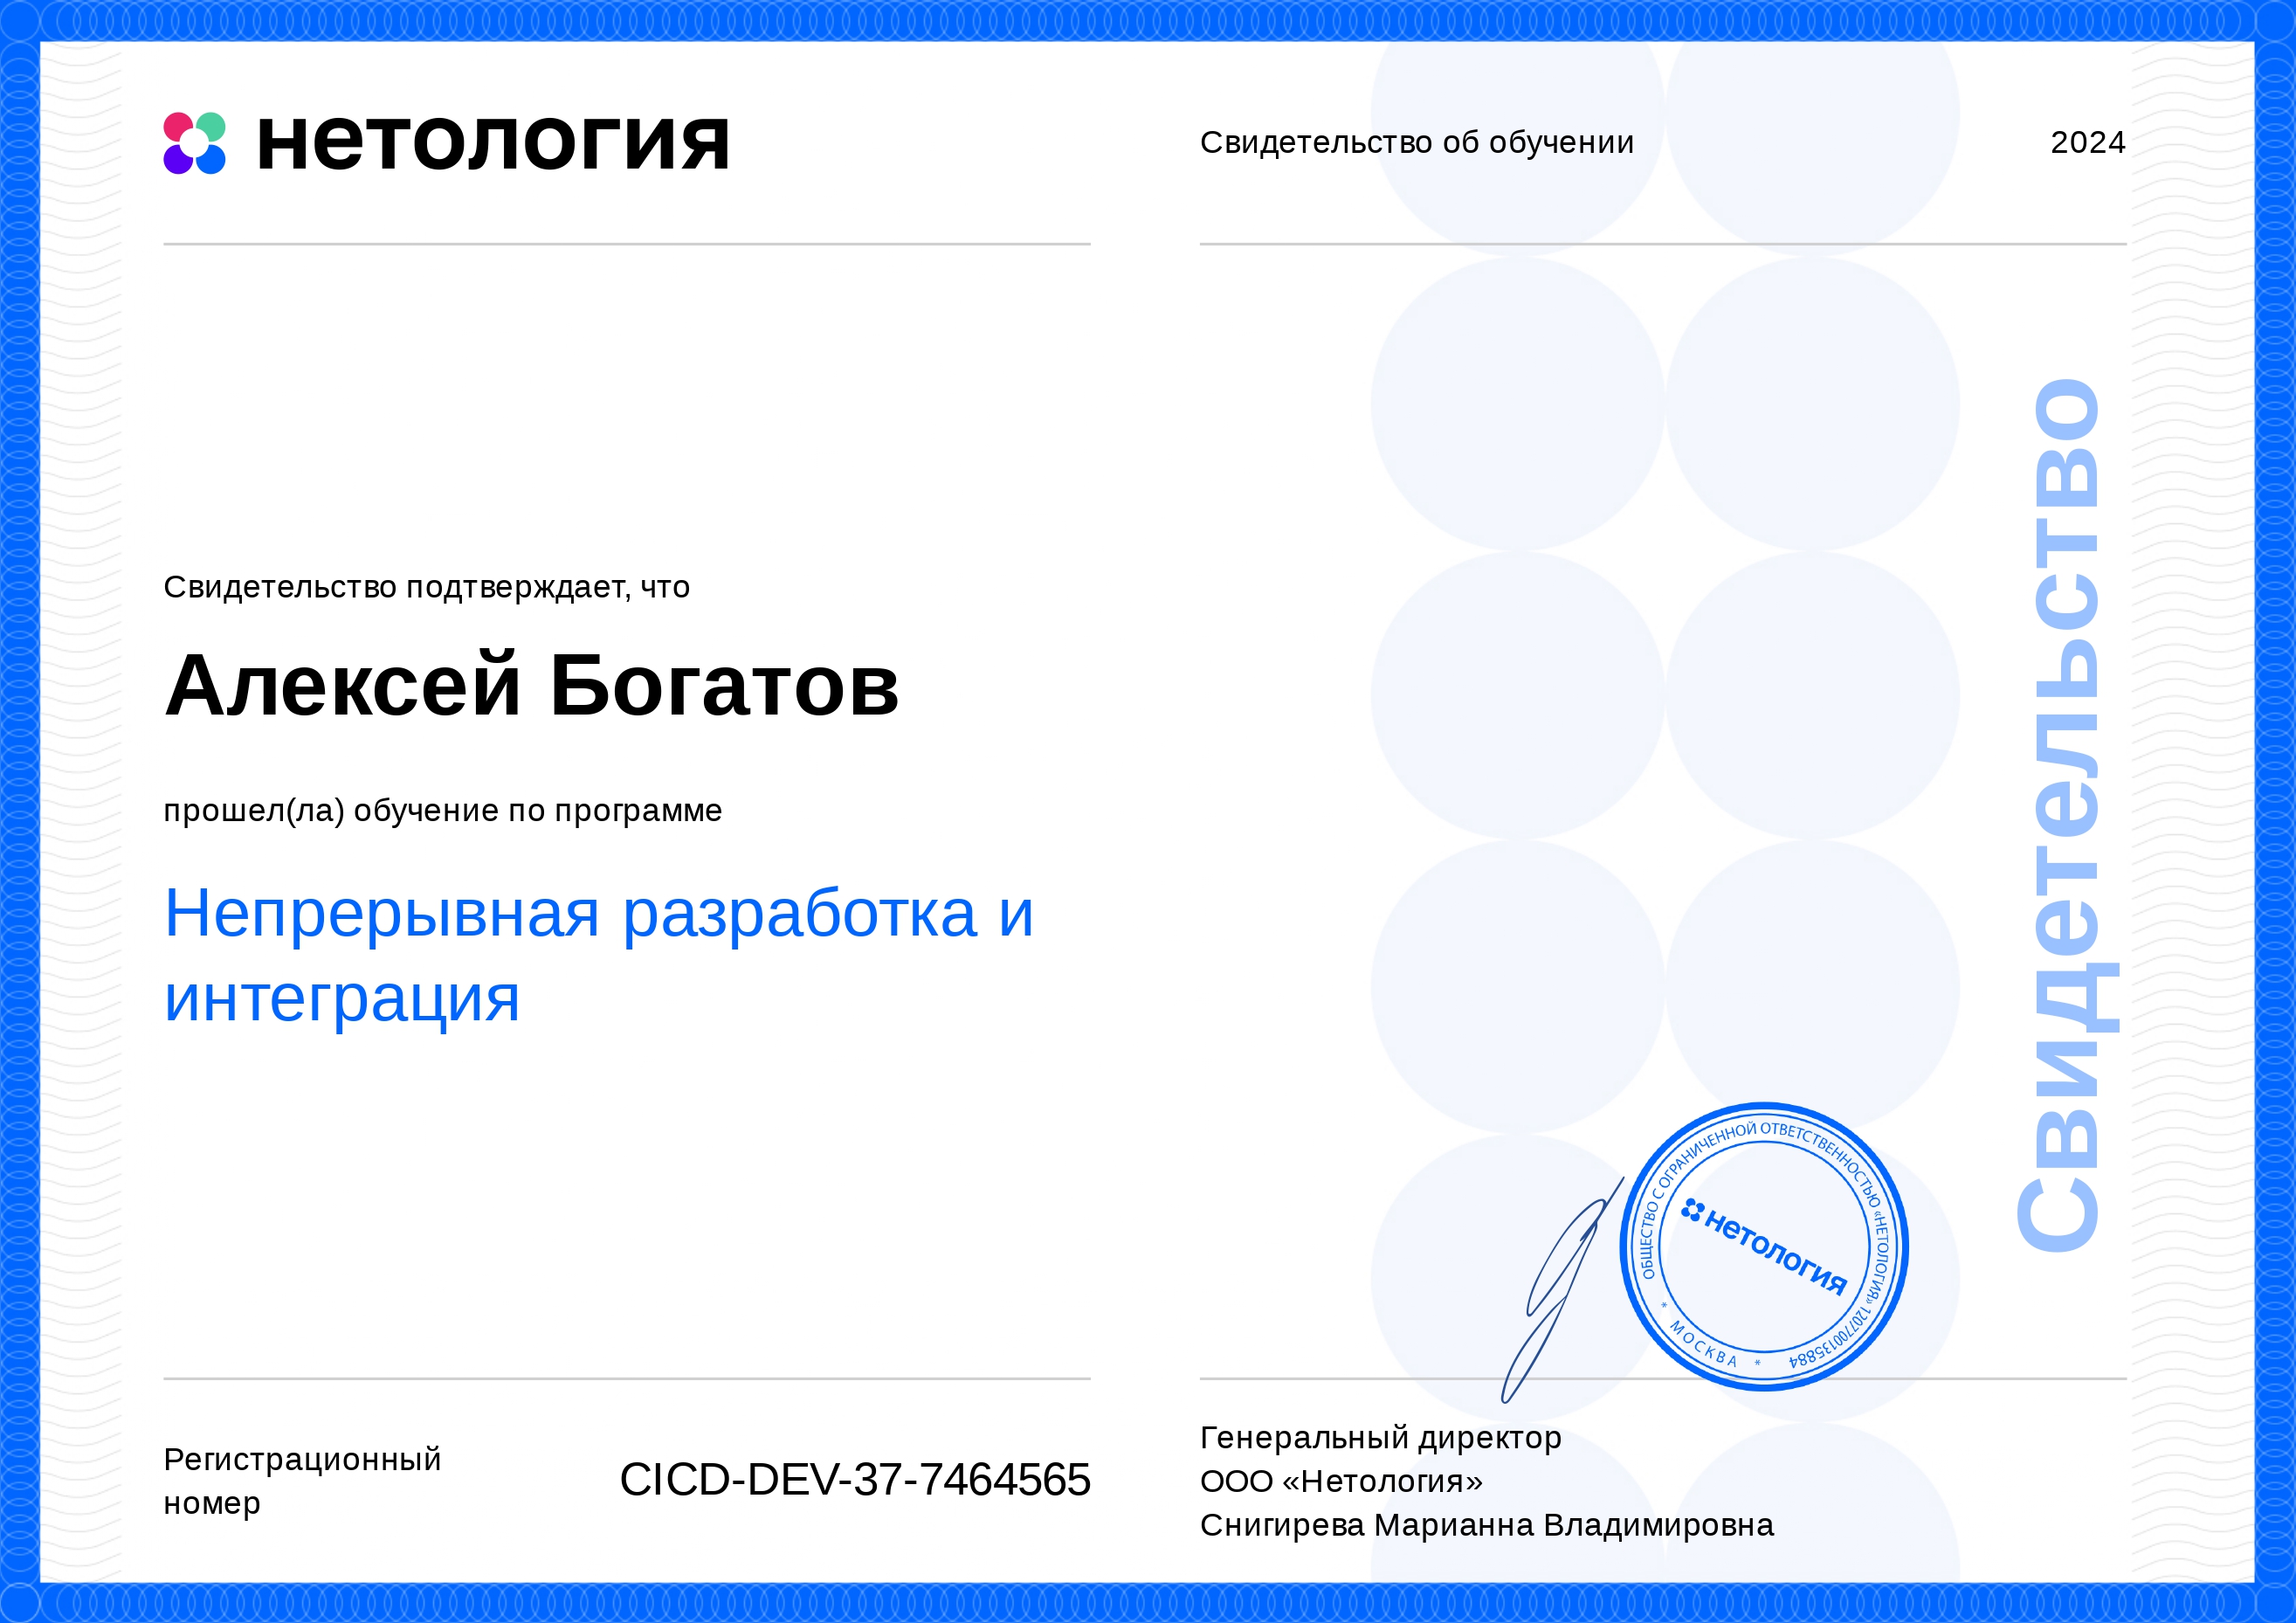 нетология
Свидетельство об обучении
2024
Свидетельство подтверждает, что
Алексей Богатов
прошел(ла) обучение по программе
Непрерывная разработка и
интеграция
Свидетельство
ОБЩЕСТВО С ОГРАНИЧЕННОЙ ОТВЕТСТВЕННОСТЬЮ «НЕТОЛОГИЯ» 1207700135884
* МОСКВА *
нетология
Регистрационный
номер
CICD-DEV-37-7464565
Генеральный директор
ООО «Нетология»
Снигирева Марианна Владимировна